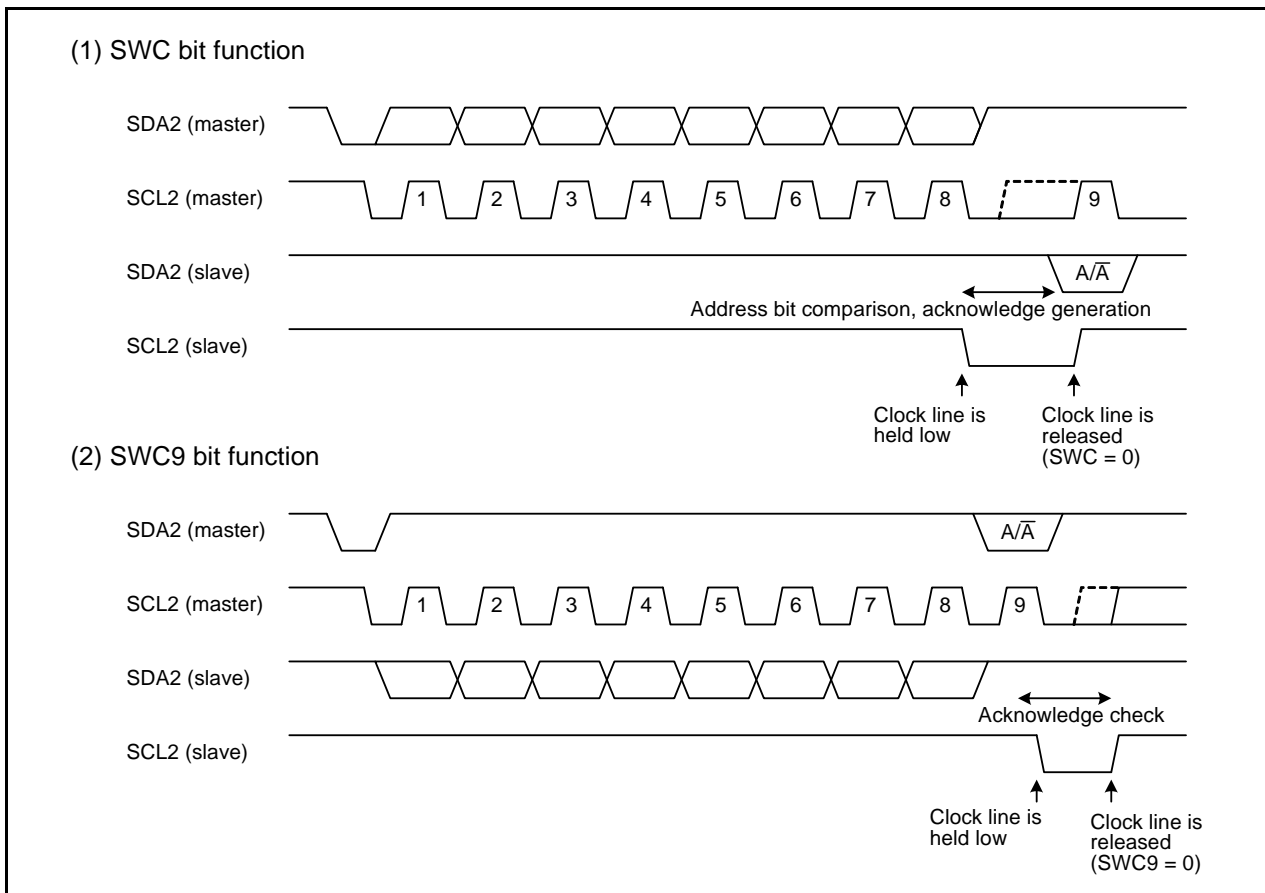 (1) SWC bit function
SDA2 (master)
SCL2 (master)
1 2 3 4 5 6 7 8 9
SDA2 (slave)
A/A̅
Address bit comparison, acknowledge generation
SCL2 (slave)
Clock line is
held low
Clock line is
released
(SWC = 0)
(2) SWC9 bit function
SDA2 (master)
A/A̅
SCL2 (master)
1 2 3 4 5 6 7 8 9
SDA2 (slave)
Acknowledge check
SCL2 (slave)
Clock line is
held low
Clock line is
released
(SWC9 = 0)